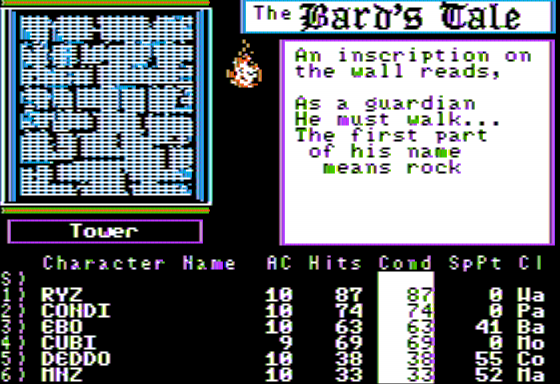 The Bard's Tale
An inscription on
the wall reads,
As a guardian
He must walk...
The first part
of his name
means rock
Tower
Character Name AC Hits Cond SpPt Cl
S)
1) RYZ 10 87 87 0 Wa
2) CONDI 10 74 74 0 Pa
3) EBO 10 63 63 41 Ba
4) CUBI 9 69 69 0 Mo
5) DEDDO 10 38 38 55 Co
6) MNZ 10 33 33 52 Ma